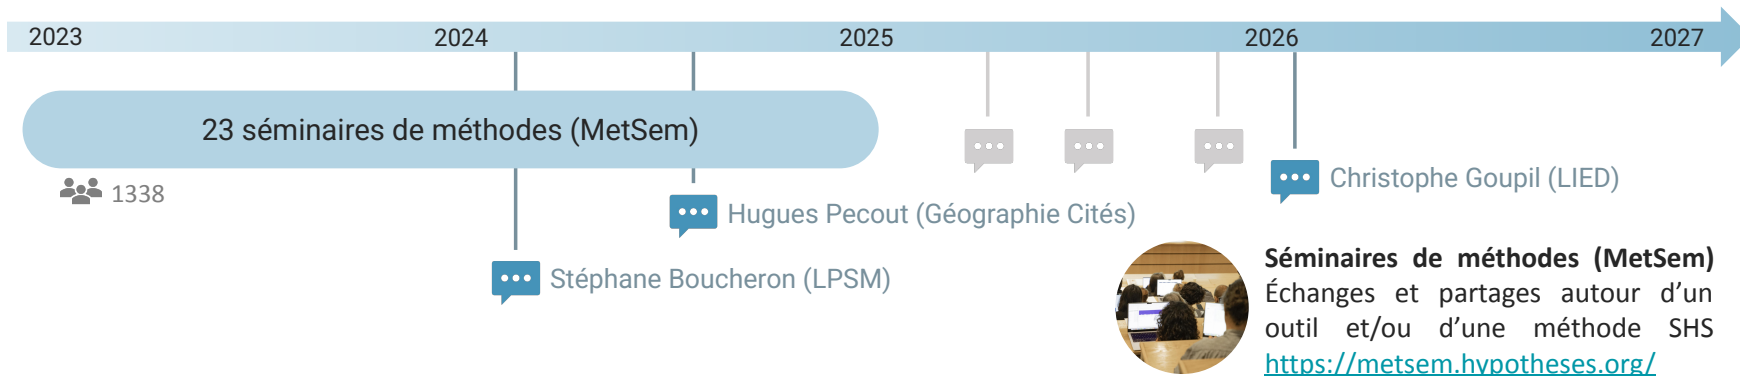 2023 2024 2025 2026 2027
23 séminaires de méthodes (MetSem)
1338
Christophe Goupil (LIED)
Hugues Pecout (Géographie Cités)
Stéphane Boucheron (LPSM)
Séminaires de méthodes (MetSem)
Échanges et partages autour d’un
outil et/ou d’une méthode SHS
https://metsem.hypotheses.org/